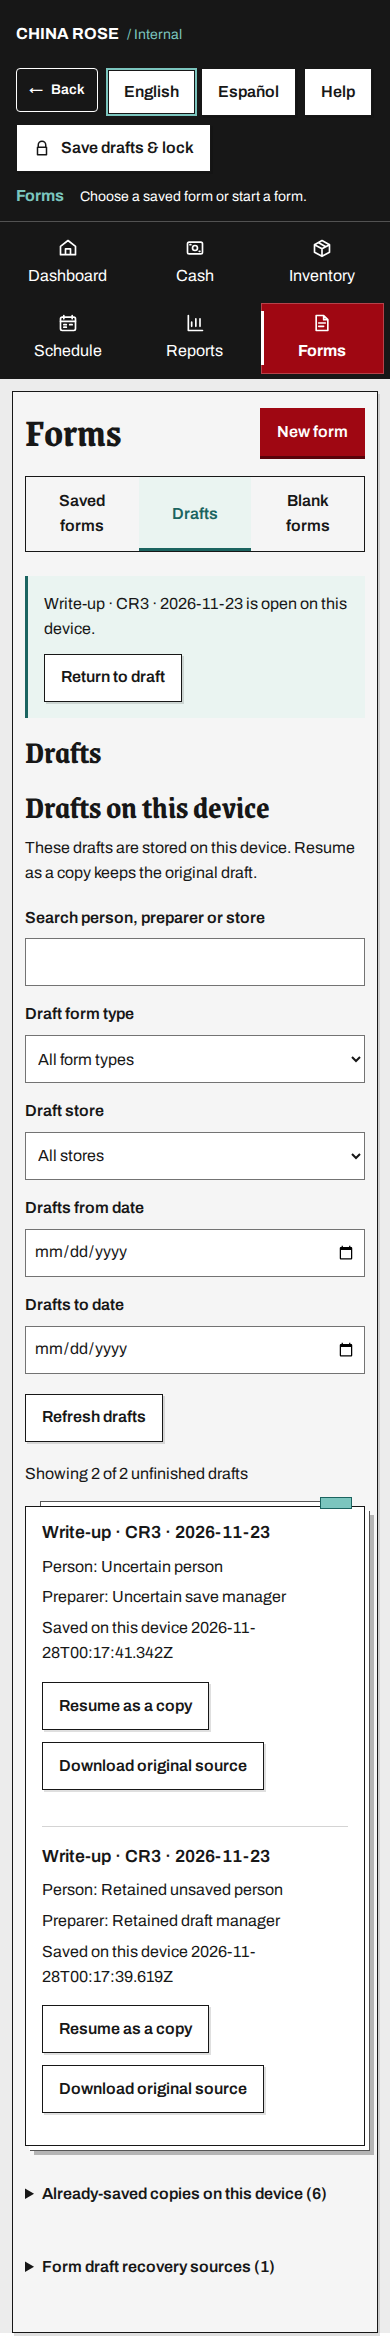 CHINA ROSE / Internal
← Back
English
Español
Help
Save drafts & lock
Forms Choose a saved form or start a form.
Dashboard
Cash
Inventory
Schedule
Reports
Forms
Forms
New form
Saved
forms
Drafts
Blank
forms
Write-up · CR3 · 2026-11-23 is open on this
device.
Return to draft
Drafts
Drafts on this device
These drafts are stored on this device. Resume
as a copy keeps the original draft.
Search person, preparer or store
Draft form type
All form types
Draft store
All stores
Drafts from date
mm/dd/yyyy
Drafts to date
mm/dd/yyyy
Refresh drafts
Showing 2 of 2 unfinished drafts
Write-up · CR3 · 2026-11-23
Person: Uncertain person
Preparer: Uncertain save manager
Saved on this device 2026-11-
28T00:17:41.342Z
Resume as a copy
Download original source
Write-up · CR3 · 2026-11-23
Person: Retained unsaved person
Preparer: Retained draft manager
Saved on this device 2026-11-
28T00:17:39.619Z
Resume as a copy
Download original source
Already-saved copies on this device (6)
Form draft recovery sources (1)